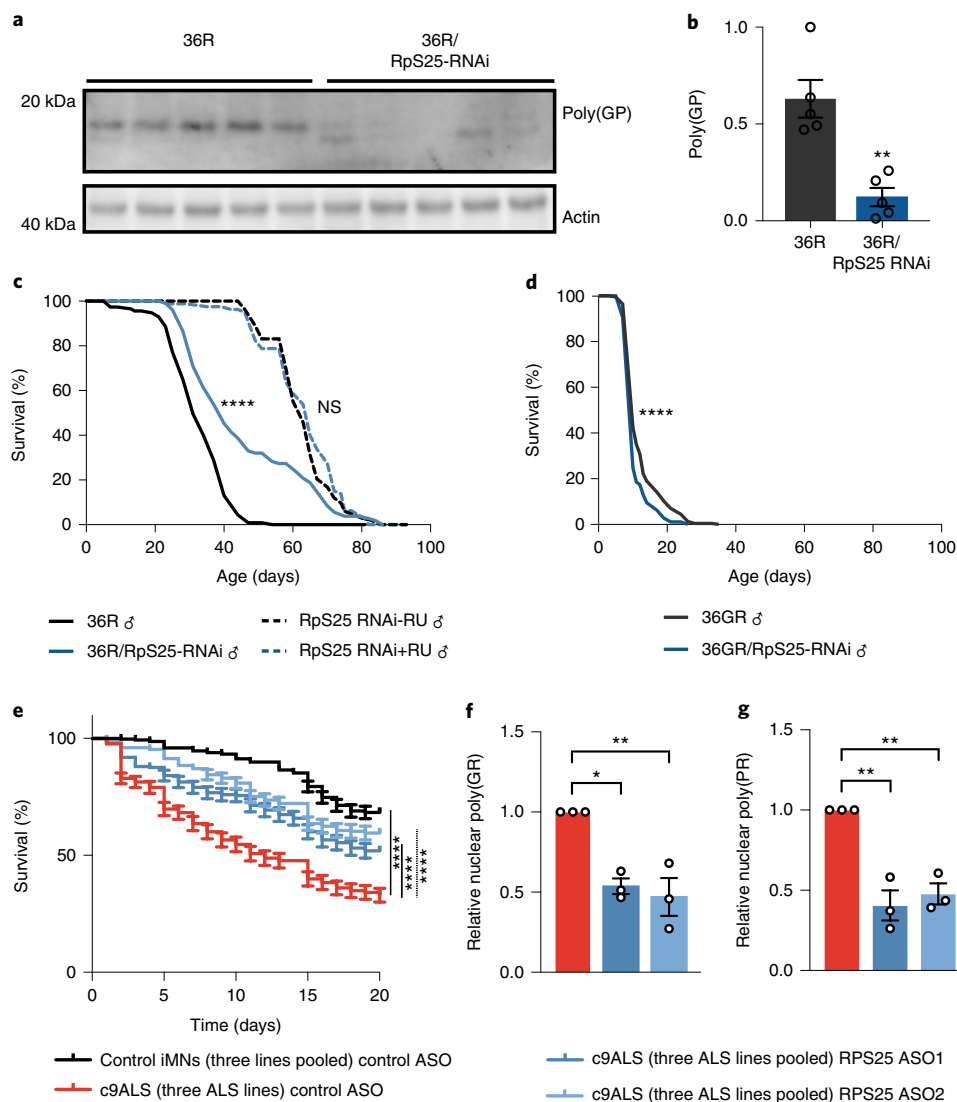 a
36R
36R/
RpS25-RNAi
20 kDa
Poly(GP)
40 kDa
Actin
b
Poly(GP)
1.0
0.5
0.0
**
36R
36R/
RpS25 RNAi
c
Survival (%)
100
80
60
40
20
0
****
NS
0 20 40 60 80 100
Age (days)
36R ♂
36R/RpS25-RNAi ♂
RpS25 RNAi-RU ♂
RpS25 RNAi+RU ♂
d
Survival (%)
100
80
60
40
20
0
****
0 20 40 60 80 100
Age (days)
36GR ♂
36GR/RpS25-RNAi ♂
e
Survival (%)
100
50
0
****
****
****
0 5 10 15 20
Time (days)
Control iMNs (three lines pooled) control ASO
c9ALS (three ALS lines) control ASO
f
Relative nuclear poly(GR)
1.5
1.0
0.5
0.0
**
*
g
Relative nuclear poly(PR)
1.5
1.0
0.5
0.0
**
**
c9ALS (three ALS lines pooled) RPS25 ASO1
c9ALS (three ALS lines pooled) RPS25 ASO2